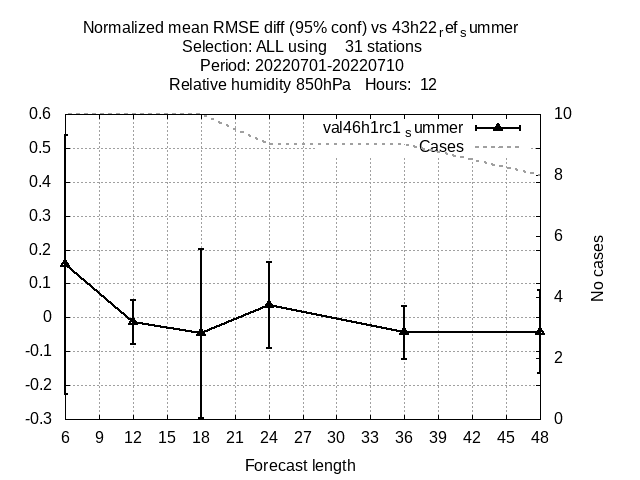 Normalized mean RMSE diff (95% conf) vs 43h22refsummer
Selection: ALL using 31 stations
Period: 20220701-20220710
Relative humidity 850hPa Hours: 12
val46h1rc1summer
Cases
0.6
0.5
0.4
0.3
0.2
0.1
0
-0.1
-0.2
-0.3
10
8
6
4
2
0
No cases
6 9 12 15 18 21 24 27 30 33 36 39 42 45 48
Forecast length